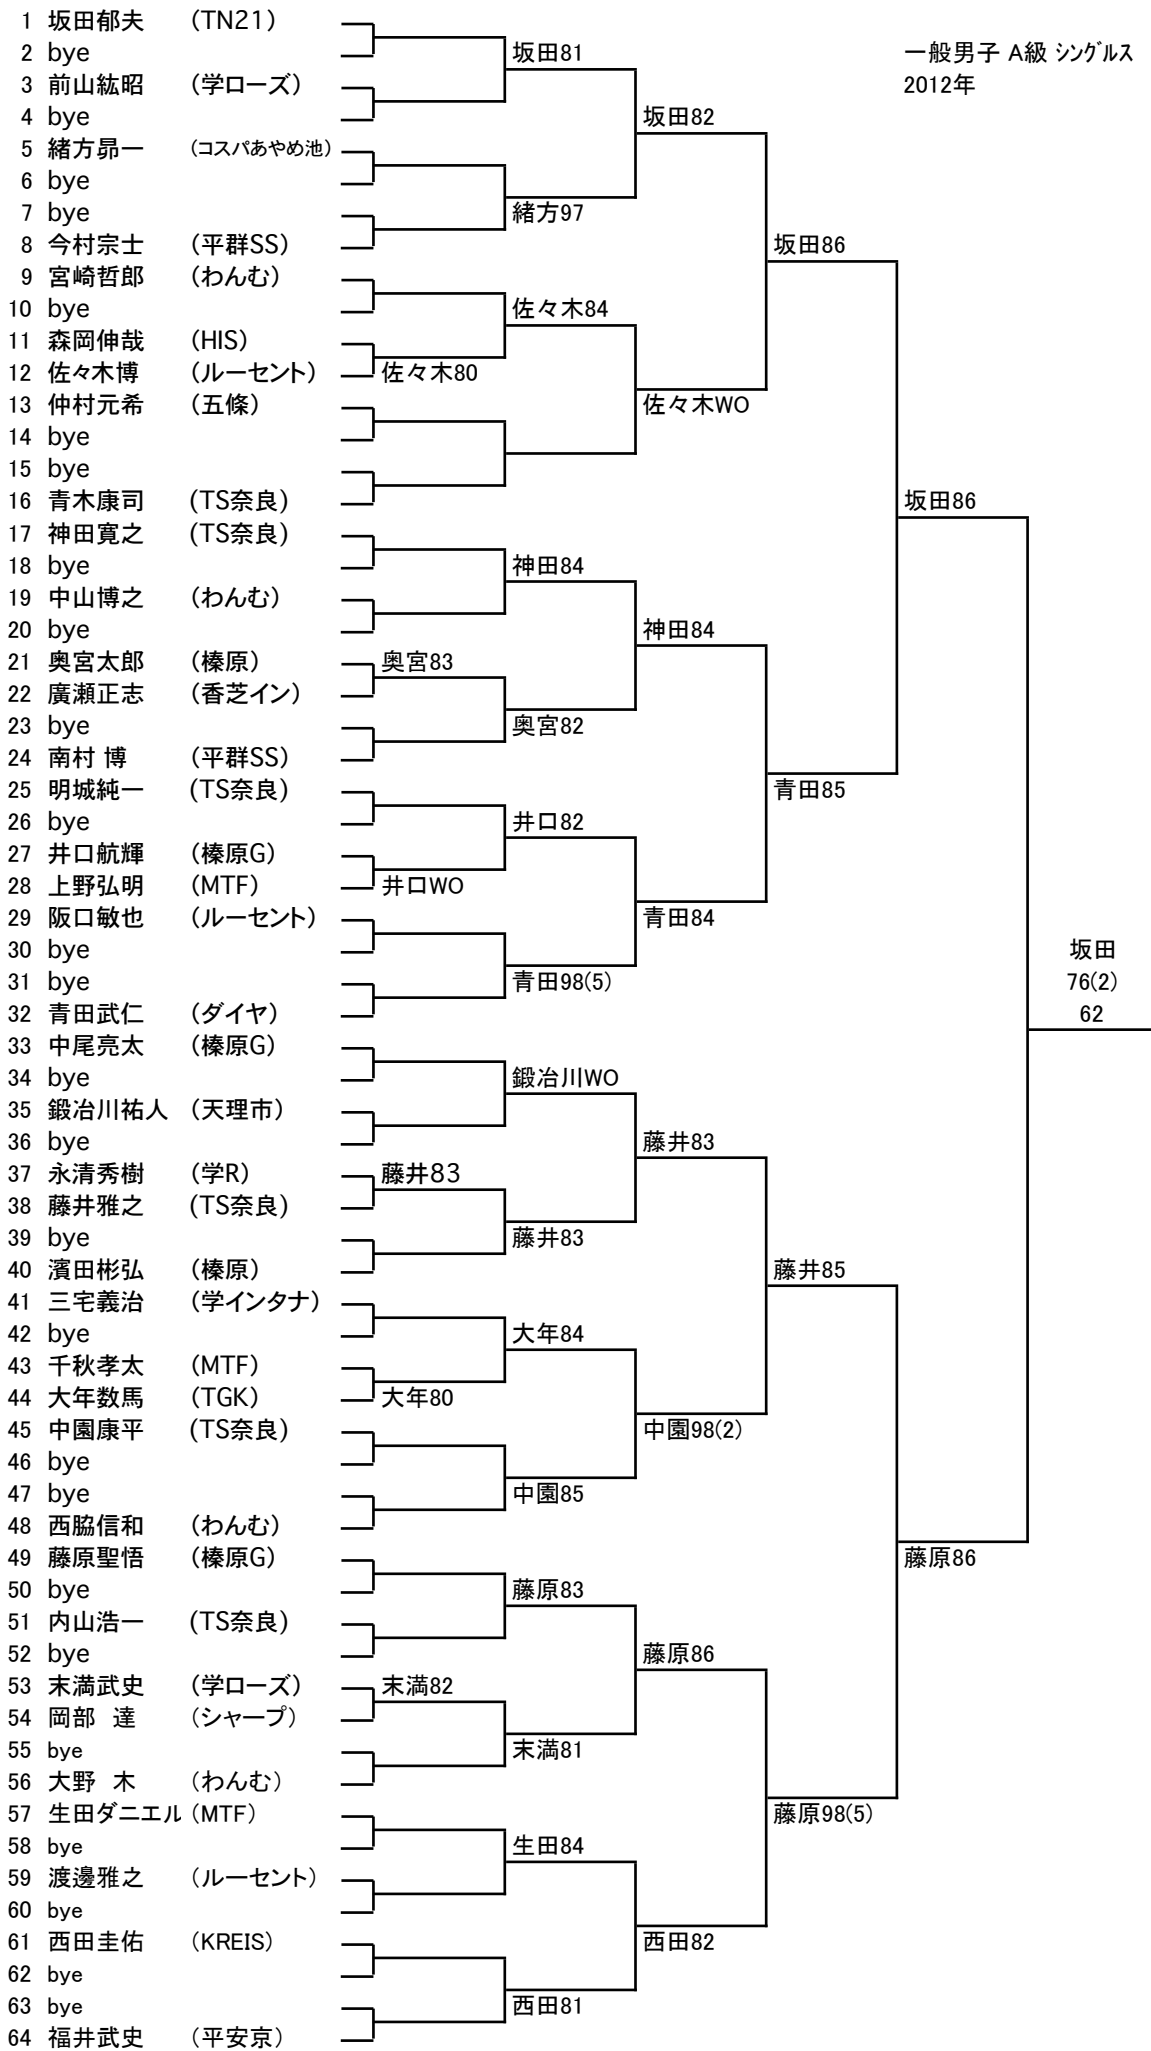 1 坂田郁夫 (TN21)
2 bye
坂田81
一般男子 A級 シングルス
3 前山紘昭 (学ローズ)
2012年
4 bye
坂田82
5 緒方昴一 (コスパあやめ池)
6 bye
7 bye
緒方97
8 今村宗士 (平群SS)
坂田86
9 宮崎哲郎 (わんむ)
10 bye
佐々木84
11 森岡伸哉 (HIS)
12 佐々木博 (ルーセント)
佐々木80
13 仲村元希 (五條)
佐々木WO
14 bye
15 bye
16 青木康司 (TS奈良)
坂田86
17 神田寛之 (TS奈良)
18 bye
神田84
19 中山博之 (わんむ)
20 bye
神田84
21 奥宮太郎 (榛原)
奥宮83
22 廣瀬正志 (香芝イン)
23 bye
奥宮82
24 南村 博 (平群SS)
25 明城純一 (TS奈良)
青田85
26 bye
井口82
27 井口航輝 (榛原G)
28 上野弘明 (MTF)
井口WO
29 阪口敏也 (ルーセント)
青田84
30 bye
坂田
31 bye
青田98(5)
76(2)
32 青田武仁 (ダイヤ)
62
33 中尾亮太 (榛原G)
34 bye
鍛冶川WO
35 鍛冶川祐人 (天理市)
36 bye
藤井83
37 永清秀樹 (学R)
藤井83
38 藤井雅之 (TS奈良)
39 bye
藤井83
40 濱田彬弘 (榛原)
藤井85
41 三宅義治 (学インタナ)
42 bye
大年84
43 千秋孝太 (MTF)
44 大年数馬 (TGK)
大年80
45 中園康平 (TS奈良)
中園98(2)
46 bye
47 bye
中園85
48 西脇信和 (わんむ)
49 藤原聖悟 (榛原G)
藤原86
50 bye
藤原83
51 内山浩一 (TS奈良)
52 bye
藤原86
53 末満武史 (学ローズ)
末満82
54 岡部 達 (シャープ)
55 bye
末満81
56 大野 木 (わんむ)
57 生田ダニエル (MTF)
藤原98(5)
58 bye
生田84
59 渡邊雅之 (ルーセント)
60 bye
61 西田圭佑 (KREIS)
西田82
62 bye
63 bye
西田81
64 福井武史 (平安京)